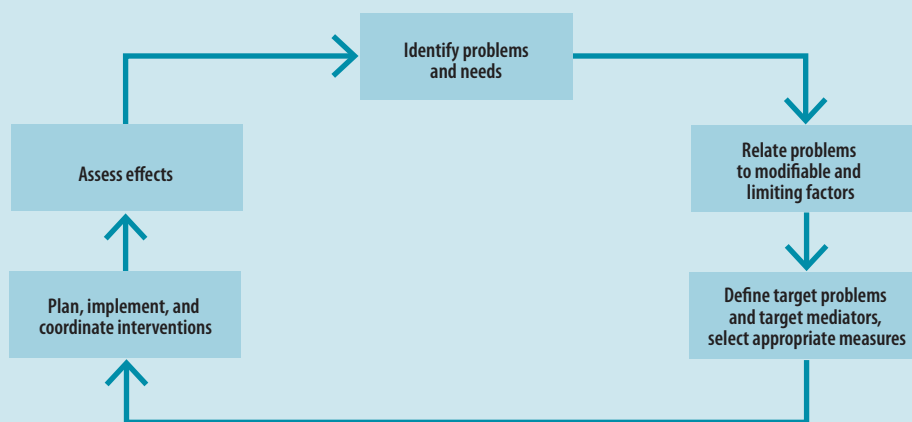 Identify problems
and needs
Relate problems
to modifiable and
limiting factors
Define target problems
and target mediators,
select appropriate measures
Plan, implement, and
coordinate interventions
Assess effects